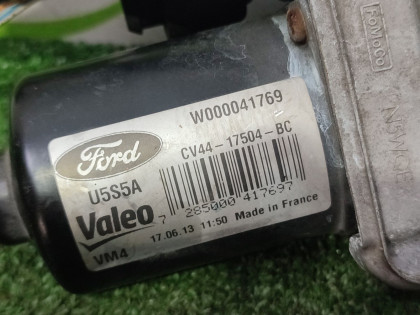 W000041769
Ford
CV44-17504-BC
U5S5A
Valeo
7 285000 417697
VM4
17.06.13 11:50 Made in France
FoMoCo